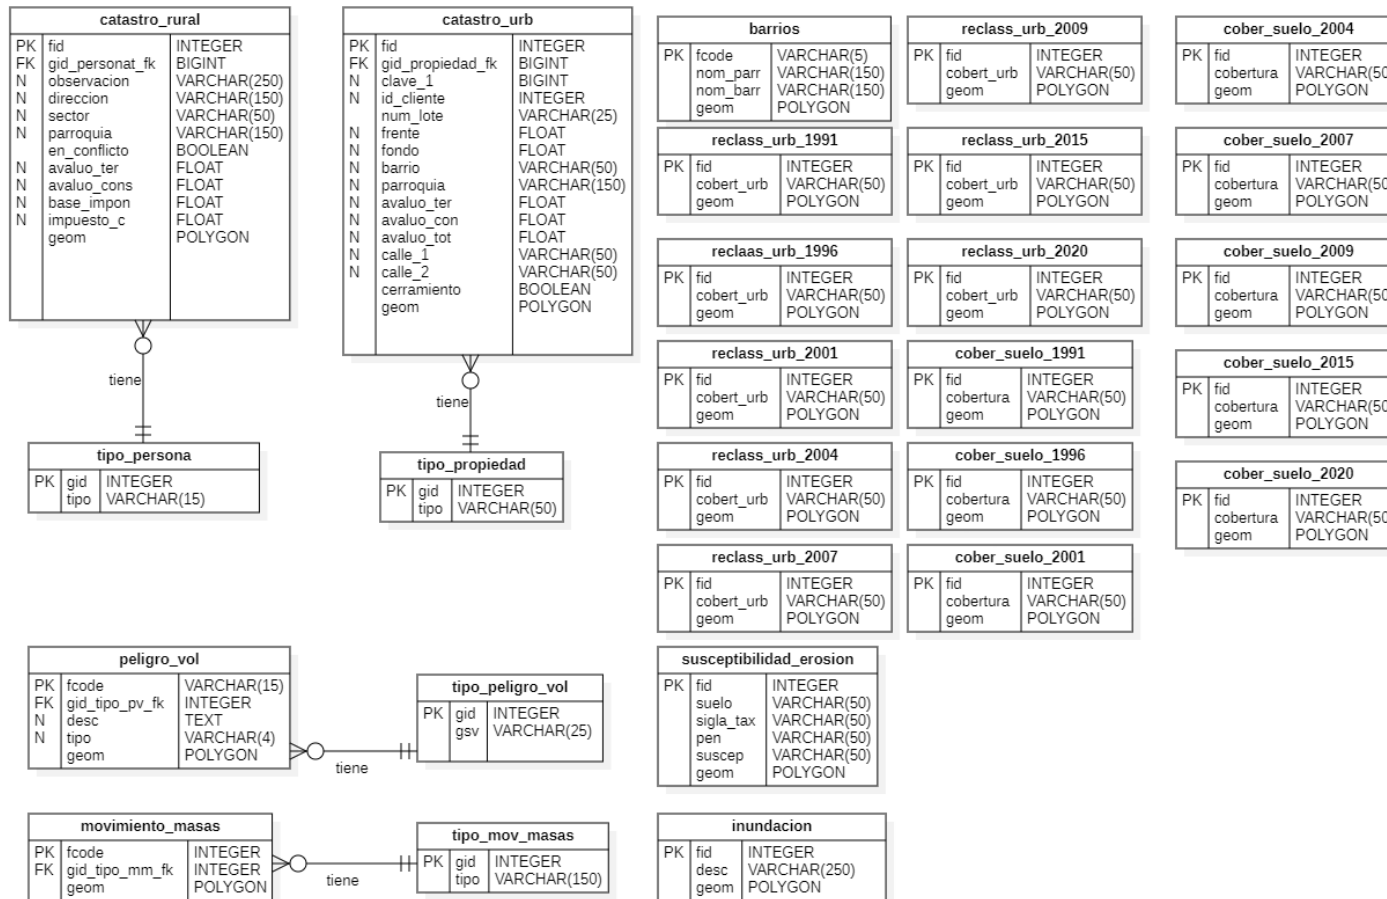 catastro_rural
PK fid INTEGER
FK gid_personat_fk BIGINT
N observacion VARCHAR(250)
N direccion VARCHAR(150)
N sector VARCHAR(50)
N parroquia VARCHAR(150)
en_conflicto BOOLEAN
N avaluo_ter FLOAT
N avaluo_cons FLOAT
N base_impon FLOAT
N impuesto_c FLOAT
geom POLYGON
tiene
tipo_persona
PK gid INTEGER
tipo VARCHAR(15)
catastro_urb
PK fid INTEGER
FK gid_propiedad_fk BIGINT
N clave_1 BIGINT
N id_cliente INTEGER
num_lote VARCHAR(25)
N frente FLOAT
N fondo FLOAT
N barrio VARCHAR(50)
N parroquia VARCHAR(150)
N avaluo_ter FLOAT
N avaluo_con FLOAT
N avaluo_tot FLOAT
N calle_1 VARCHAR(50)
N calle_2 VARCHAR(50)
cerramiento BOOLEAN
geom POLYGON
tiene
tipo_propiedad
PK gid INTEGER
tipo VARCHAR(50)
barrios
PK fcode VARCHAR(5)
nom_parr VARCHAR(150)
nom_barr VARCHAR(150)
geom POLYGON
reclass_urb_1991
PK fid INTEGER
cobert_urb VARCHAR(50)
geom POLYGON
reclaas_urb_1996
PK fid INTEGER
cobert_urb VARCHAR(50)
geom POLYGON
reclass_urb_2001
PK fid INTEGER
cobert_urb VARCHAR(50)
geom POLYGON
reclass_urb_2004
PK fid INTEGER
cobert_urb VARCHAR(50)
geom POLYGON
reclass_urb_2007
PK fid INTEGER
cobert_urb VARCHAR(50)
geom POLYGON
reclass_urb_2009
PK fid INTEGER
cobert_urb VARCHAR(50)
geom POLYGON
reclass_urb_2015
PK fid INTEGER
cobert_urb VARCHAR(50)
geom POLYGON
reclass_urb_2020
PK fid INTEGER
cobert_urb VARCHAR(50)
geom POLYGON
cober_suelo_1991
PK fid INTEGER
cobertura VARCHAR(50)
geom POLYGON
cober_suelo_1996
PK fid INTEGER
cobertura VARCHAR(50)
geom POLYGON
cober_suelo_2001
PK fid INTEGER
cobertura VARCHAR(50)
geom POLYGON
cober_suelo_2004
PK fid INTEGER
cobertura VARCHAR(50
geom POLYGON
cober_suelo_2007
PK fid INTEGER
cobertura VARCHAR(50
geom POLYGON
cober_suelo_2009
PK fid INTEGER
cobertura VARCHAR(50
geom POLYGON
cober_suelo_2015
PK fid INTEGER
cobertura VARCHAR(50
geom POLYGON
cober_suelo_2020
PK fid INTEGER
cobertura VARCHAR(50
geom POLYGON
peligro_vol
PK fcode VARCHAR(15)
FK gid_tipo_pv_fk INTEGER
N desc TEXT
N tipo VARCHAR(4)
geom POLYGON
tiene
tipo_peligro_vol
PK gid INTEGER
gsv VARCHAR(25)
susceptibilidad_erosion
PK fid INTEGER
suelo VARCHAR(50)
sigla_tax VARCHAR(50)
pen VARCHAR(50)
suscep VARCHAR(50)
geom POLYGON
movimiento_masas
PK fcode INTEGER
FK gid_tipo_mm_fk INTEGER
geom POLYGON
tiene
tipo_mov_masas
PK gid INTEGER
tipo VARCHAR(150)
inundacion
PK fid INTEGER
desc VARCHAR(250)
geom POLYGON